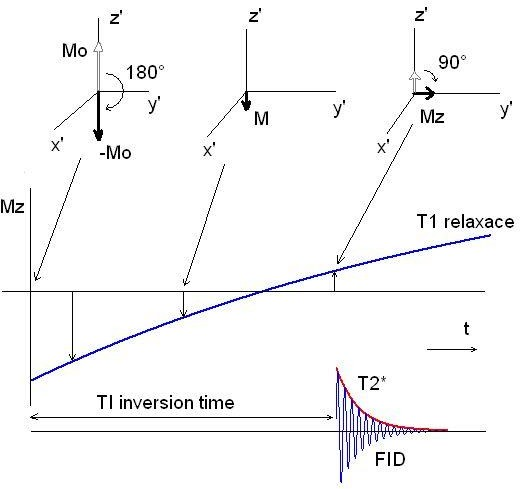 z'
Mo
180°
y'
x'
-Mo
z'
y'
M
x'
z'
90°
y'
Mz
x'
Mz
T1 relaxace
t
TI inversion time
T2*
FID